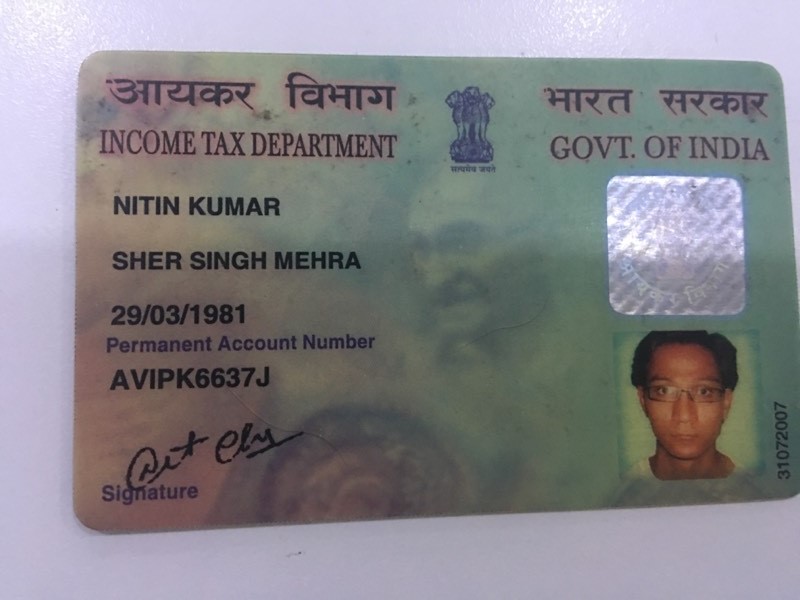 आयकर विभाग
INCOME TAX DEPARTMENT
सत्यमेव जयते
भारत सरकार
GOVT. OF INDIA
NITIN KUMAR
SHER SINGH MEHRA
29/03/1981
Permanent Account Number
AVIPK6637J
Signature
31072007